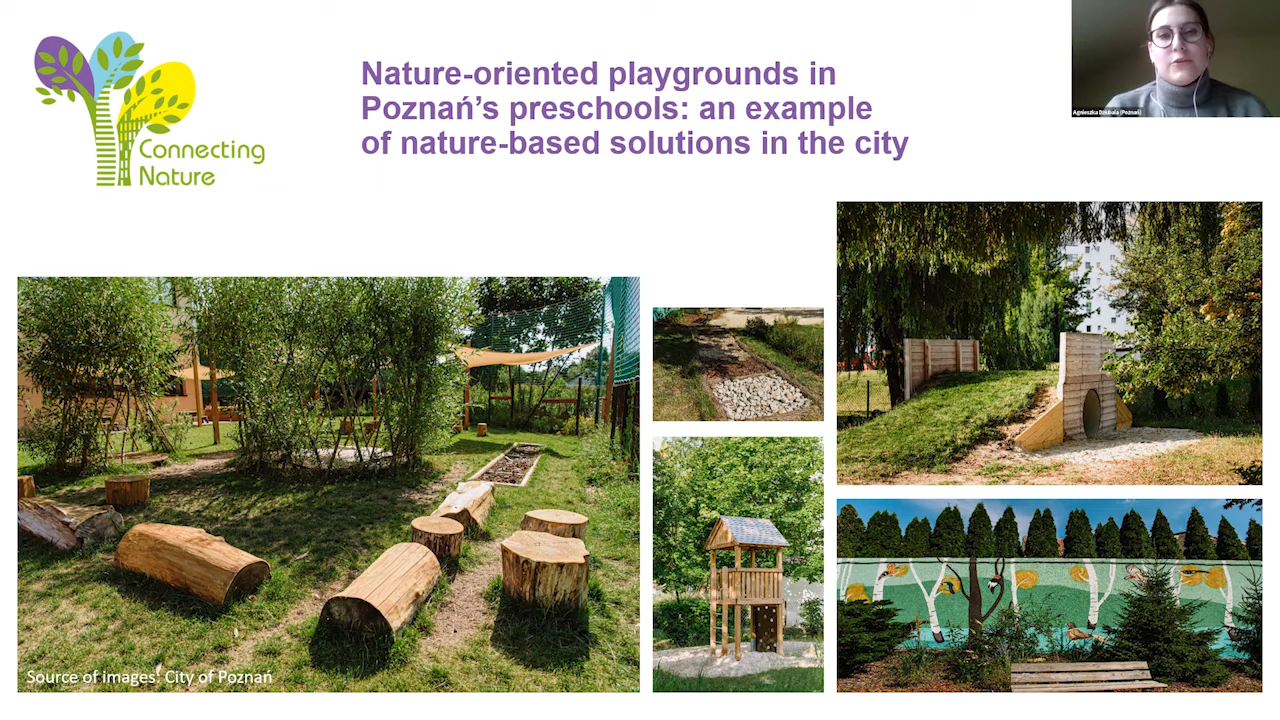 Connecting
Nature
Nature-oriented playgrounds in
Poznań’s preschools: an example
of nature-based solutions in the city
Agnieszka Dziubała (Poznań)
Source of images: City of Poznań